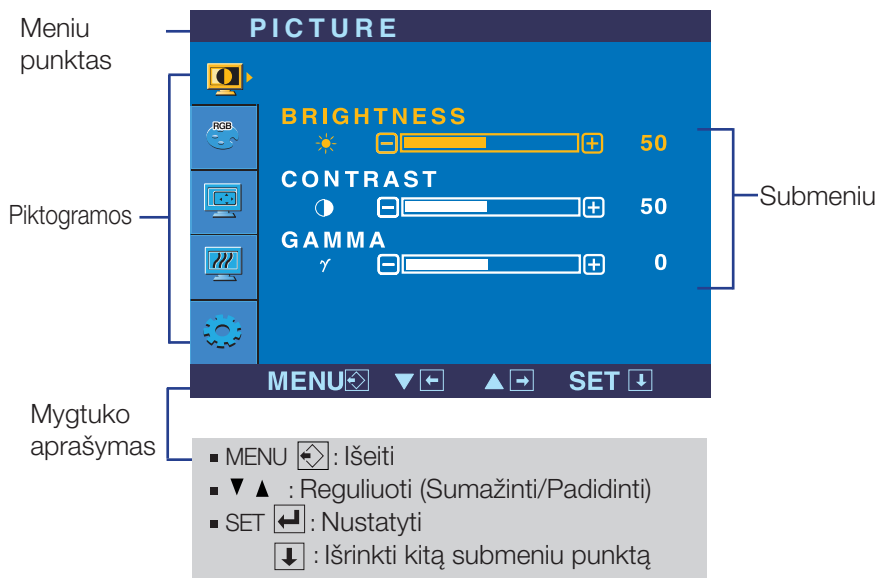 Meniu
punktas
PICTURE
RGB
BRIGHTNESS
50
CONTRAST
50
GAMMA
γ
0
Piktogramos
Submeniu
MENU ▼ ← ▲ → SET ↓
Mygtuko
aprašymas
▪ MENU : Išeiti
▪ ▼ ▲ : Reguliuoti (Sumažinti/Padidinti)
▪ SET ↵ : Nustatyti
↓ : Išrinkti kitą submeniu punktą